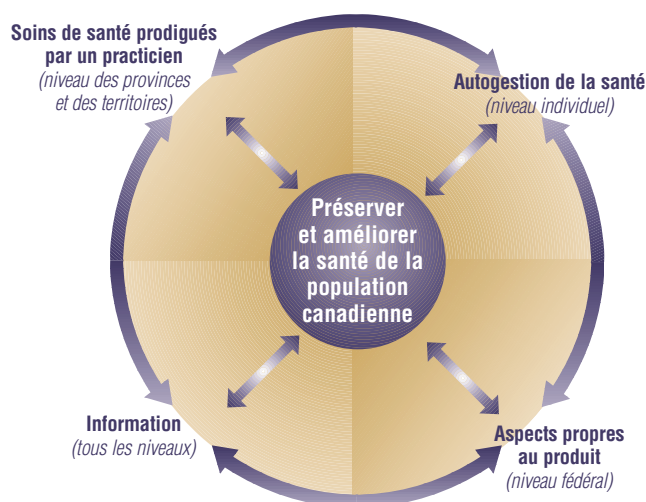 Soins de santé prodigués
par un practicien
(niveau des provinces
et des territoires)
Autogestion de la santé
(niveau individuel)
Préserver
et améliorer
la santé de la
population
canadienne
Information
(tous les niveaux)
Aspects propres
au produit
(niveau fédéral)